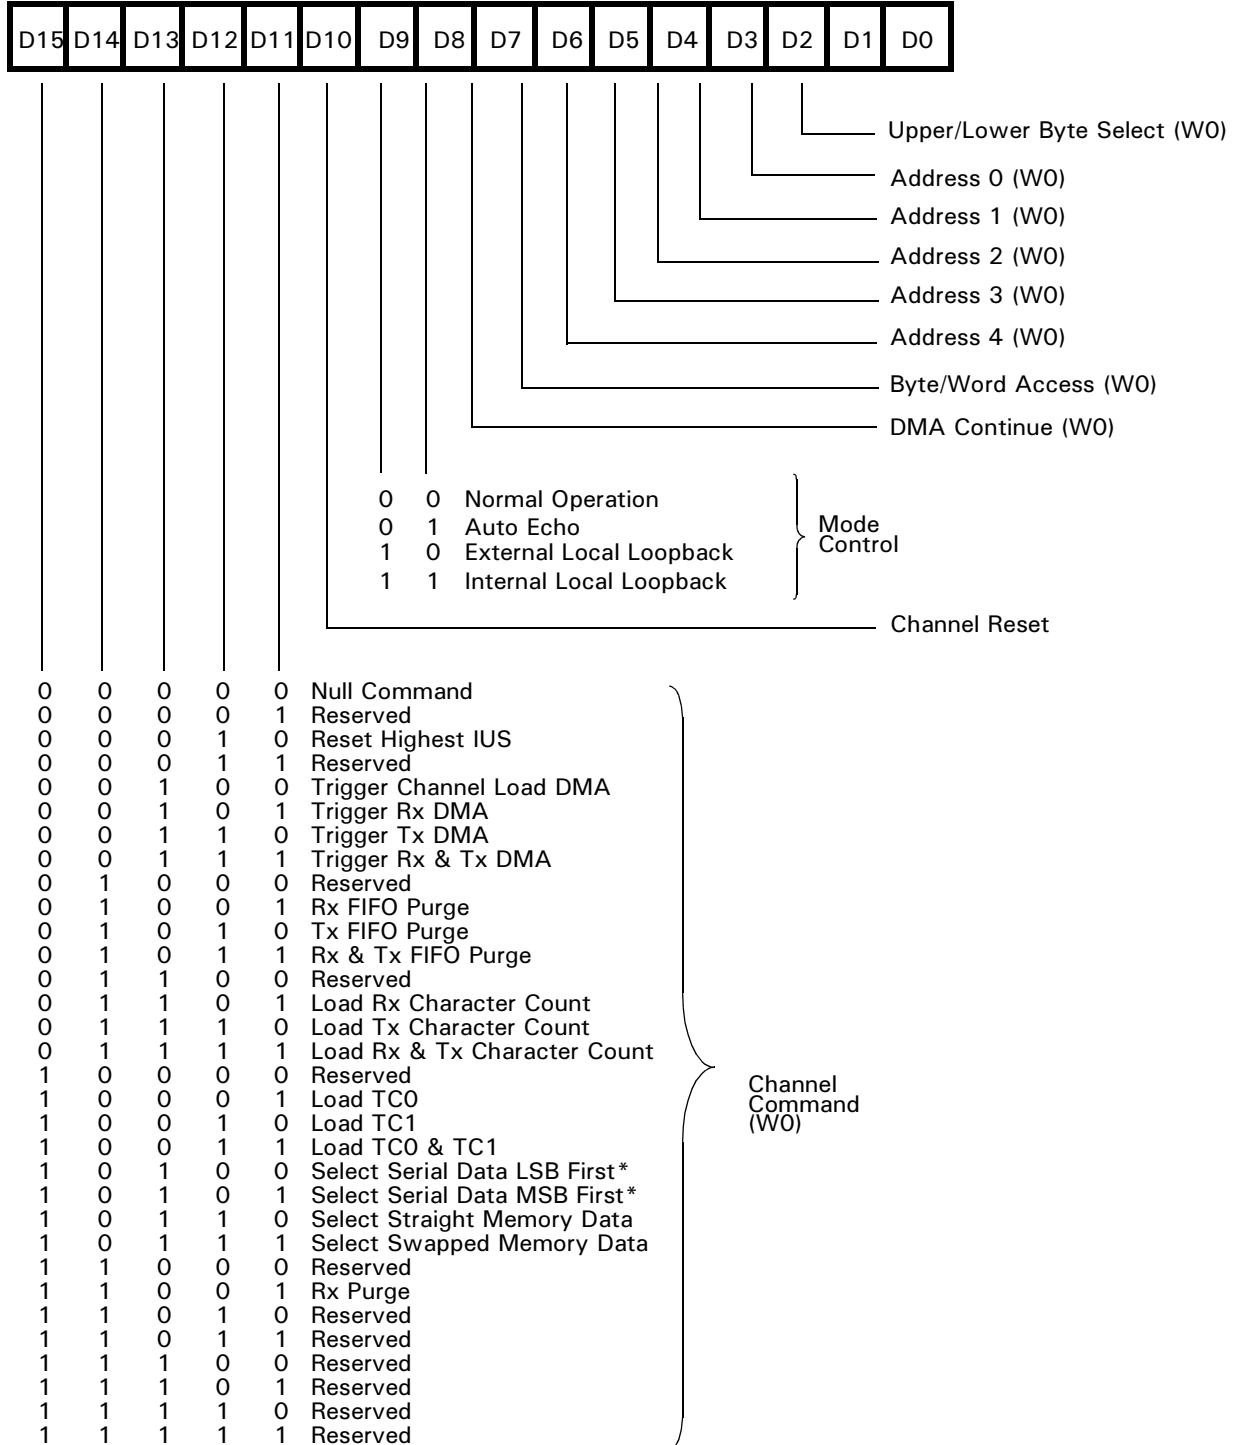 D15 D14 D13 D12 D11 D10 D9 D8 D7 D6 D5 D4 D3 D2 D1 D0
Upper/Lower Byte Select (W0)
Address 0 (W0)
Address 1 (W0)
Address 2 (W0)
Address 3 (W0)
Address 4 (W0)
Byte/Word Access (W0)
DMA Continue (W0)
0 0 Normal Operation
0 1 Auto Echo
1 0 External Local Loopback
1 1 Internal Local Loopback
Mode
Control
Channel Reset
0 0 0 0 0 Null Command
0 0 0 0 1 Reserved
0 0 0 1 0 Reset Highest IUS
0 0 0 1 1 Reserved
0 0 1 0 0 Trigger Channel Load DMA
0 0 1 0 1 Trigger Rx DMA
0 0 1 1 0 Trigger Tx DMA
0 0 1 1 1 Trigger Rx & Tx DMA
0 1 0 0 0 Reserved
0 1 0 0 1 Rx FIFO Purge
0 1 0 1 0 Tx FIFO Purge
0 1 0 1 1 Rx & Tx FIFO Purge
0 1 1 0 0 Reserved
0 1 1 0 1 Load Rx Character Count
0 1 1 1 0 Load Tx Character Count
0 1 1 1 1 Load Rx & Tx Character Count
1 0 0 0 0 Reserved
1 0 0 0 1 Load TC0
1 0 0 1 0 Load TC1
1 0 0 1 1 Load TC0 & TC1
1 0 1 0 0 Select Serial Data LSB First*
1 0 1 0 1 Select Serial Data MSB First*
1 0 1 1 0 Select Straight Memory Data
1 0 1 1 1 Select Swapped Memory Data
1 1 0 0 0 Reserved
1 1 0 0 1 Rx Purge
1 1 0 1 0 Reserved
1 1 0 1 1 Reserved
1 1 1 0 0 Reserved
1 1 1 0 1 Reserved
1 1 1 1 0 Reserved
1 1 1 1 1 Reserved
Channel
Command
(W0)